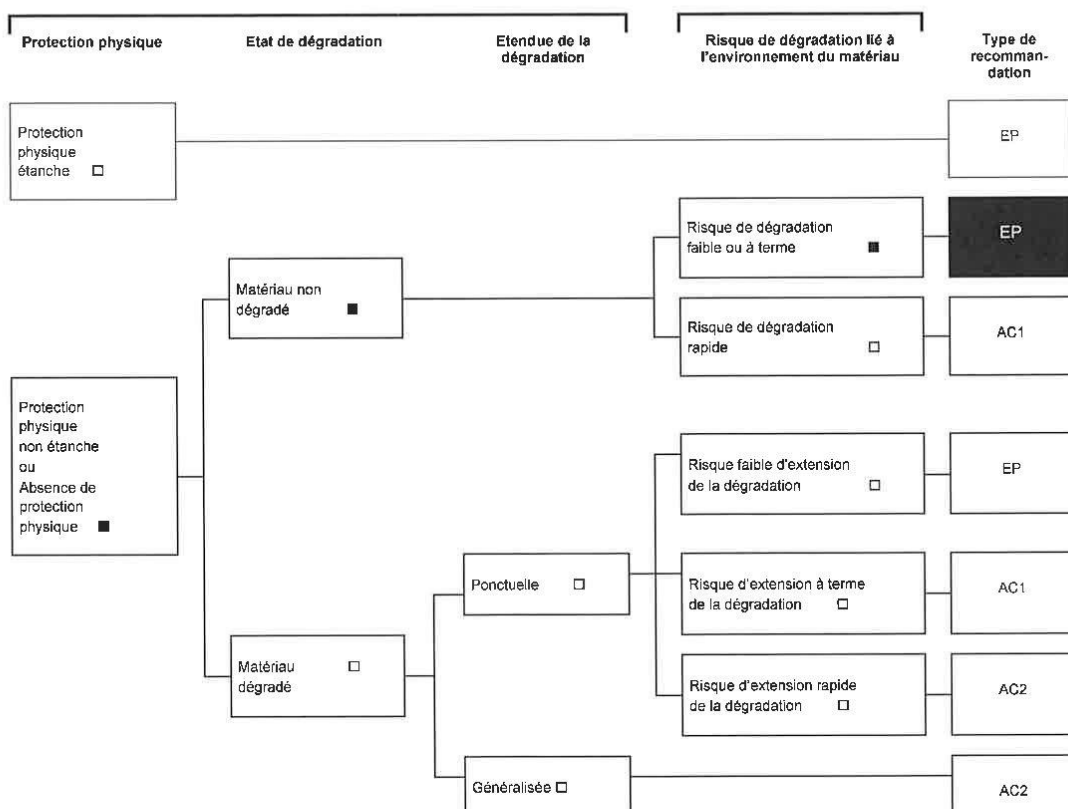 Protection physique
Etat de dégradation
Etendue de la
dégradation
Risque de dégradation lié à
l'environnement du matériau
Type de
recomman-
dation
Protection
physique
étanche □
EP
Risque de dégradation
faible ou à terme ■
EP
Matériau non
dégradé ■
Risque de dégradation
rapide □
AC1
Protection
physique
non étanche
ou
Absence de
protection
physique ■
Risque faible d'extension
de la dégradation □
EP
Ponctuelle □
Risque d'extension à terme
de la dégradation □
AC1
Matériau □
dégradé
Risque d'extension rapide
de la dégradation □
AC2
Généralisée □
AC2